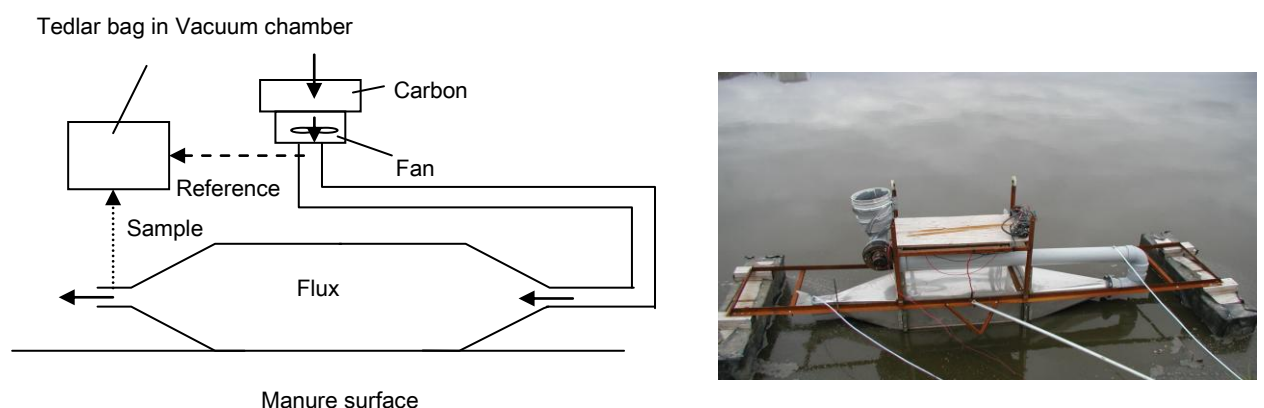 Tedlar bag in Vacuum chamber
Carbon
Fan
Reference
Sample
Flux
Manure surface